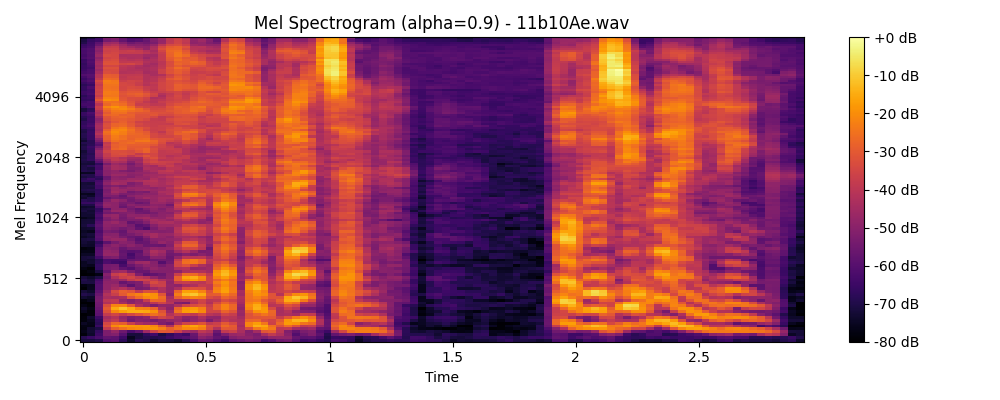 Mel Spectrogram (alpha=0.9) - 11b10Ae.wav
Mel Frequency
4096
2048
1024
512
0
0
0.5
1
1.5
2
2.5
Time
+0 dB
-10 dB
-20 dB
-30 dB
-40 dB
-50 dB
-60 dB
-70 dB
-80 dB